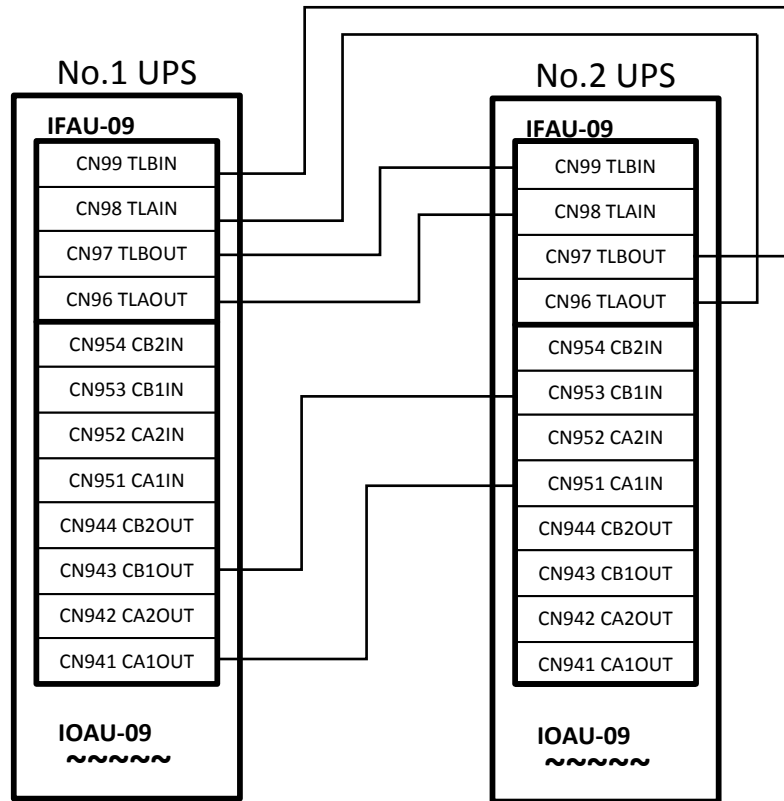 No.1 UPS
IFAU-09
CN99 TLBIN
CN98 TLAIN
CN97 TLBOUT
CN96 TLAOUT
CN954 CB2IN
CN953 CB1IN
CN952 CA2IN
CN951 CA1IN
CN944 CB2OUT
CN943 CB1OUT
CN942 CA2OUT
CN941 CA1OUT
IOAU-09
~~~~~
No.2 UPS
IFAU-09
CN99 TLBIN
CN98 TLAIN
CN97 TLBOUT
CN96 TLAOUT
CN954 CB2IN
CN953 CB1IN
CN952 CA2IN
CN951 CA1IN
CN944 CB2OUT
CN943 CB1OUT
CN942 CA2OUT
CN941 CA1OUT
IOAU-09
~~~~~